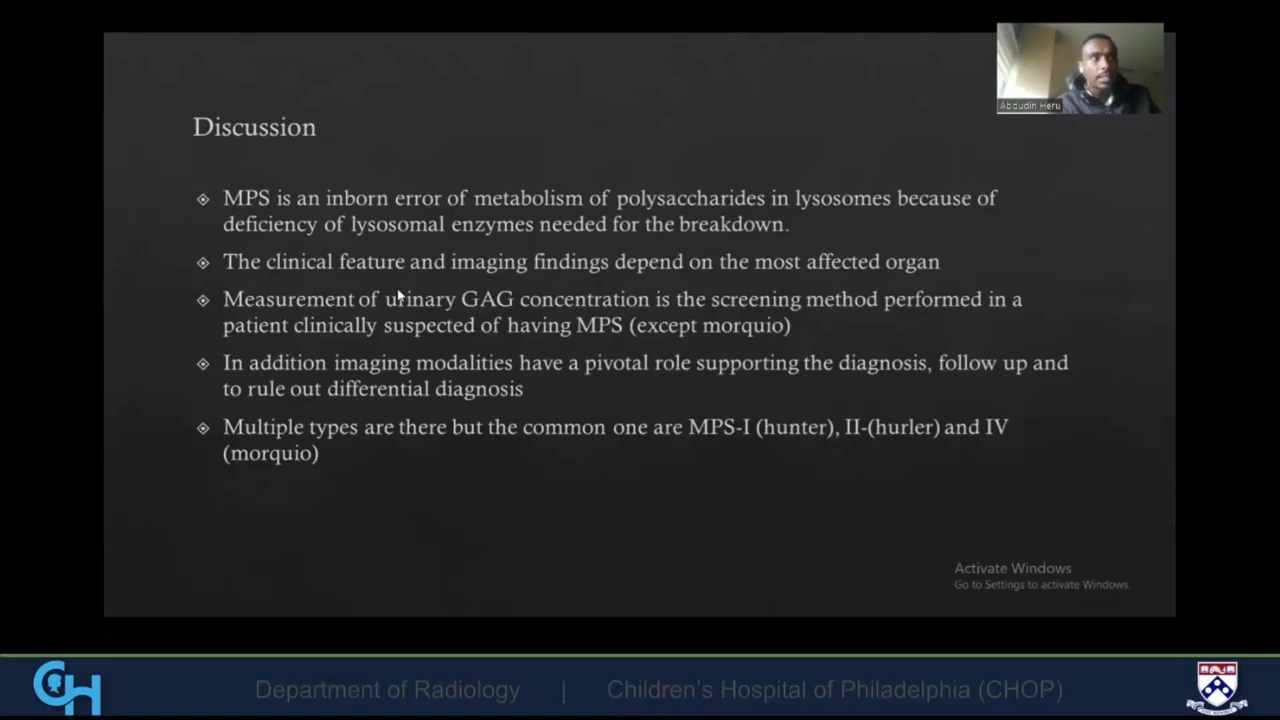 Abdudin Heru
Discussion
MPS is an inborn error of metabolism of polysaccharides in lysosomes because of
deficiency of lysosomal enzymes needed for the breakdown.
The clinical feature and imaging findings depend on the most affected organ
Measurement of urinary GAG concentration is the screening method performed in a
patient clinically suspected of having MPS (except morquio)
In addition imaging modalities have a pivotal role supporting the diagnosis, follow up and
to rule out differential diagnosis
Multiple types are there but the common one are MPS-I (hunter), II-(hurler) and IV
(morquio)
Activate Windows
Go to Settings to activate Windows.
CH
Department of Radiology | Children's Hospital of Philadelphia (CHOP)